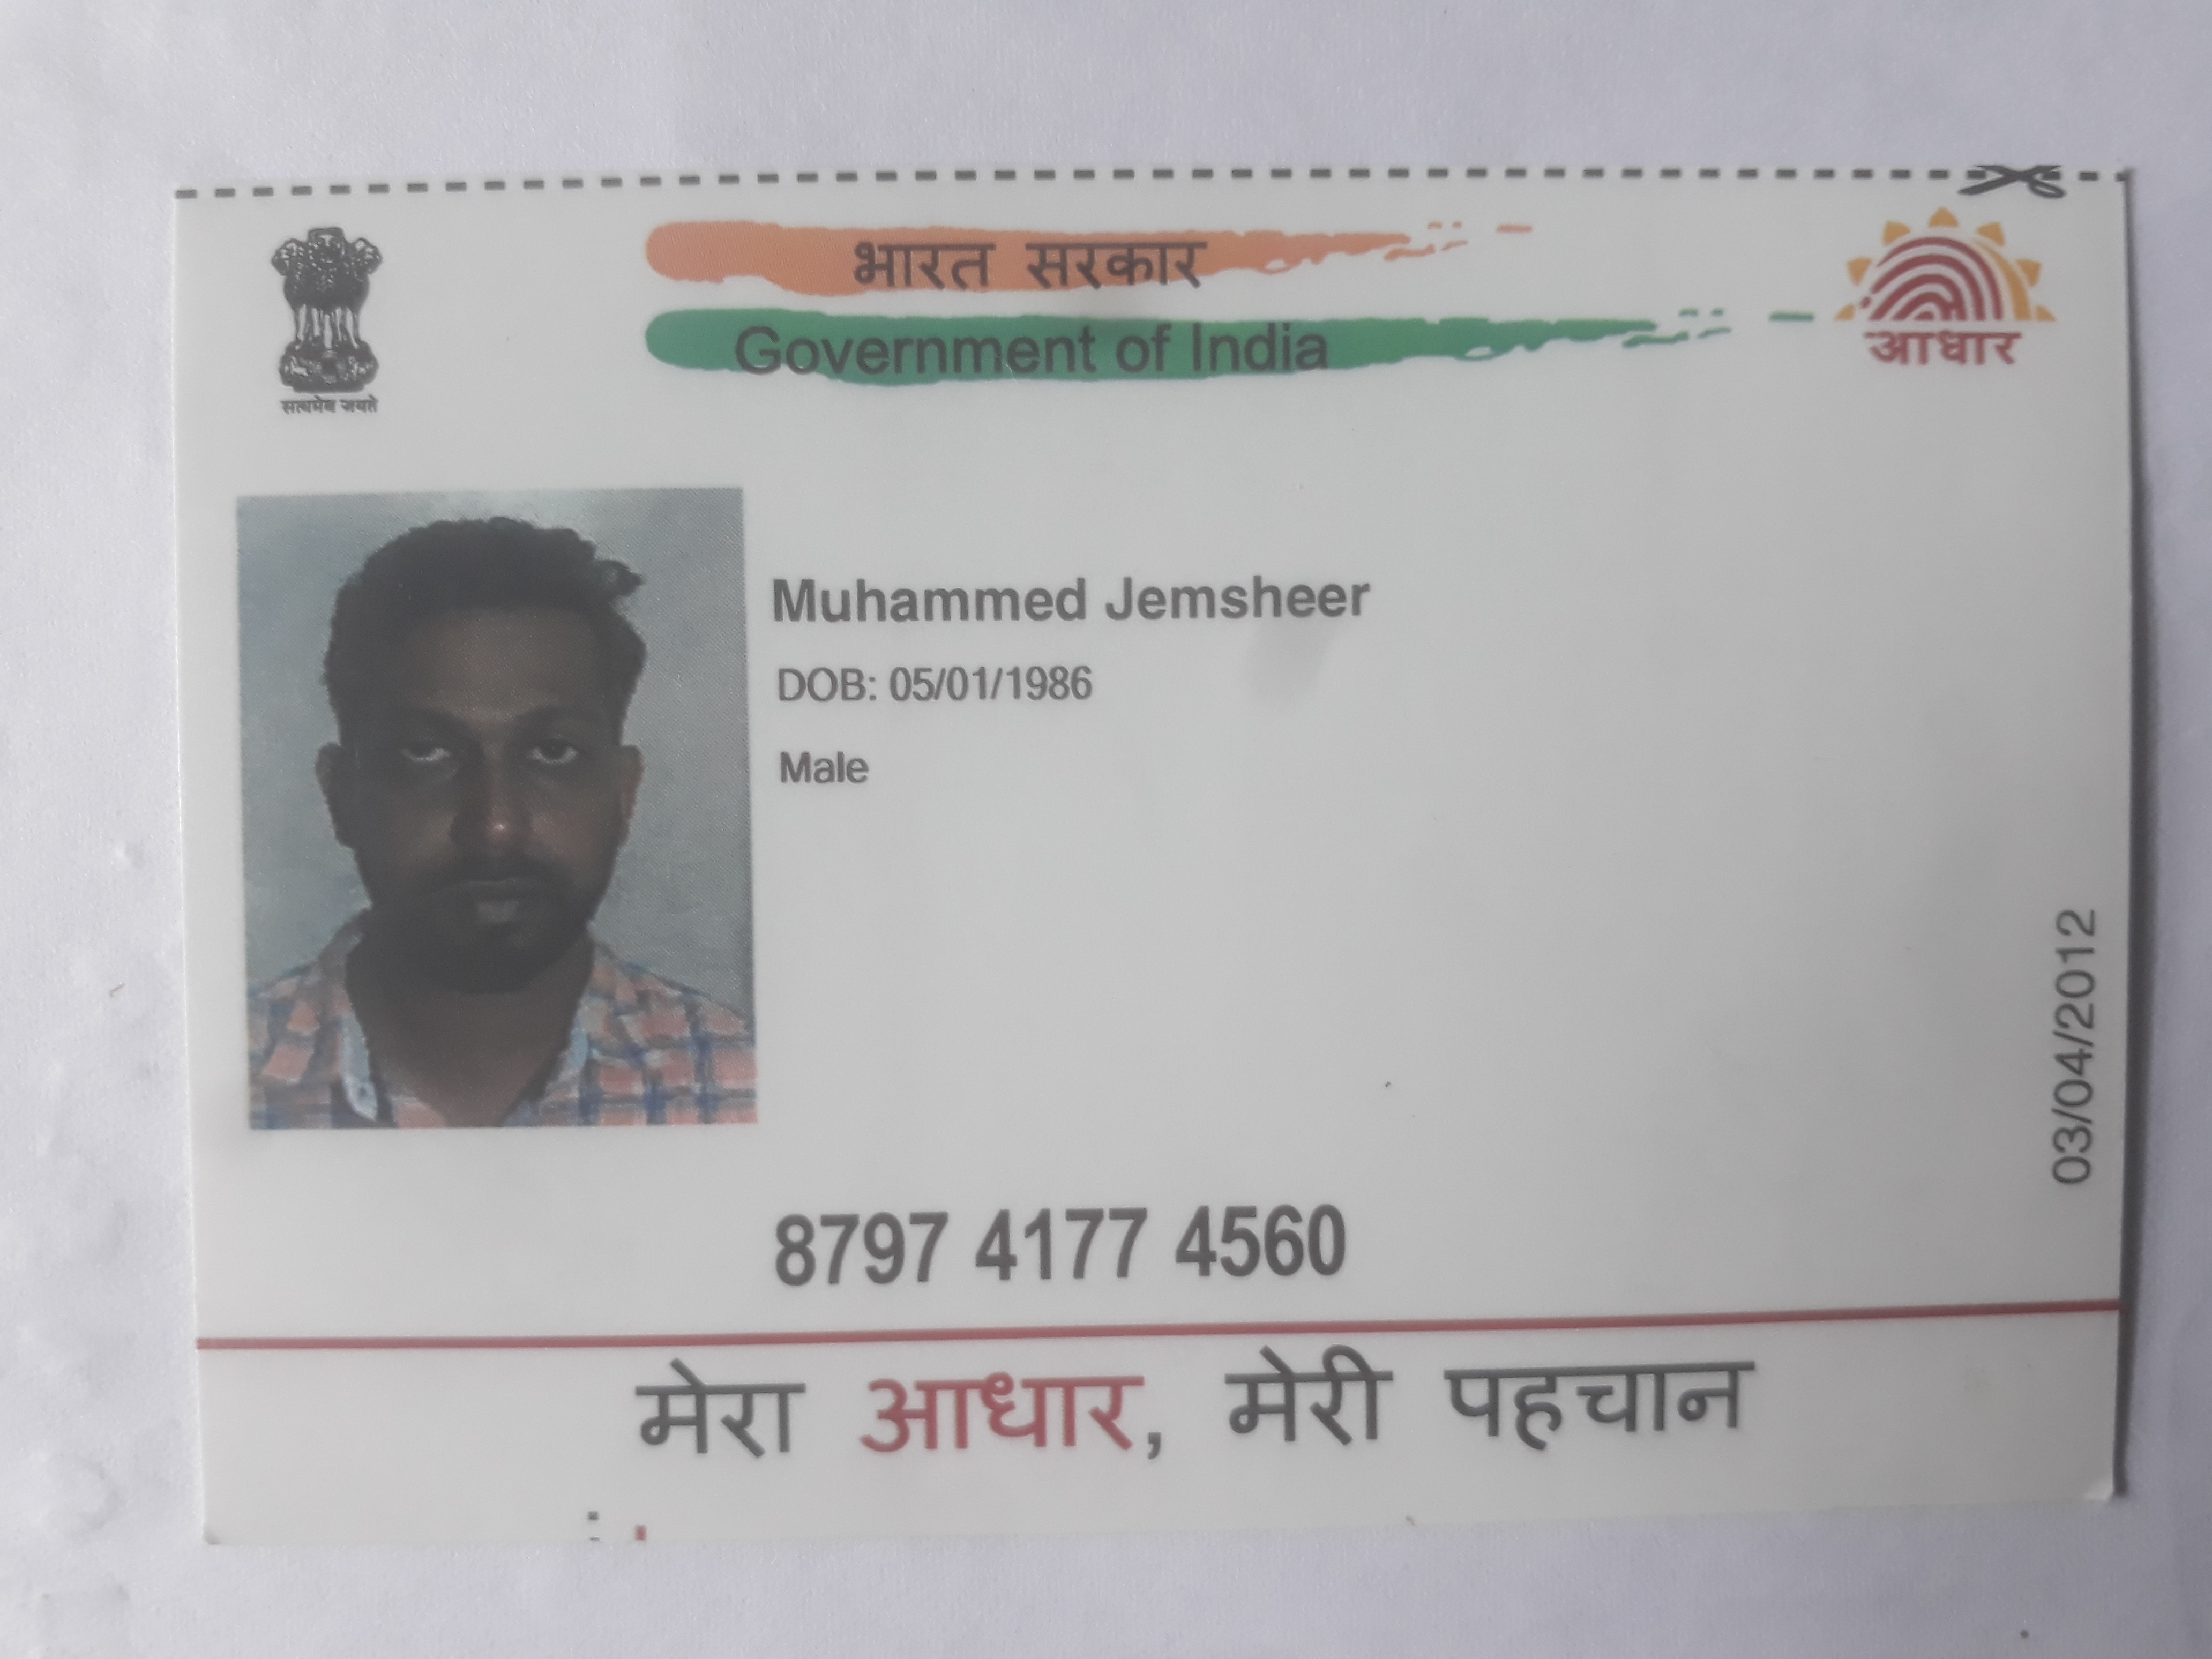 भारत सरकार
Government of India
सत्यमेव जयते
आधार
Muhammed Jemsheer
DOB: 05/01/1986
Male
03/04/2012
8797 4177 4560
मेरा आधार, मेरी पहचान